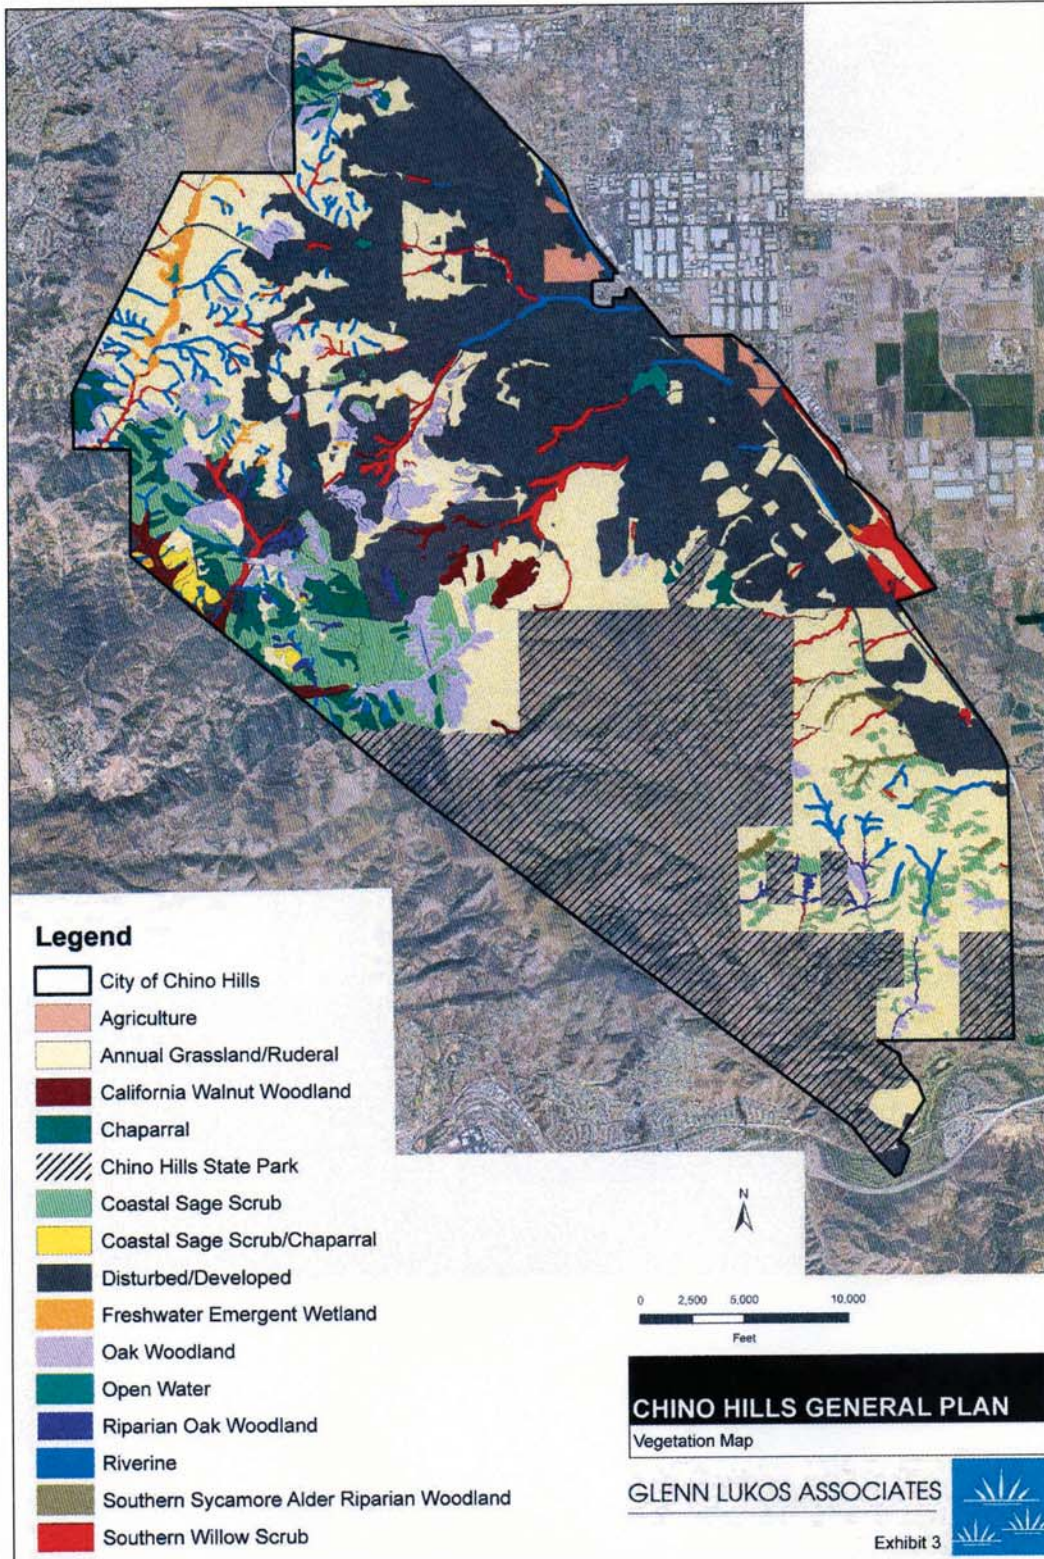 Legend
City of Chino Hills
Agriculture
Annual Grassland/Ruderal
California Walnut Woodland
Chaparral
Chino Hills State Park
Coastal Sage Scrub
Coastal Sage Scrub/Chaparral
Disturbed/Developed
Freshwater Emergent Wetland
Oak Woodland
Open Water
Riparian Oak Woodland
Riverine
Southern Sycamore Alder Riparian Woodland
Southern Willow Scrub
N
0 2,500 5,000 10,000
Feet
CHINO HILLS GENERAL PLAN
Vegetation Map
GLENN LUKOS ASSOCIATES
Exhibit 3